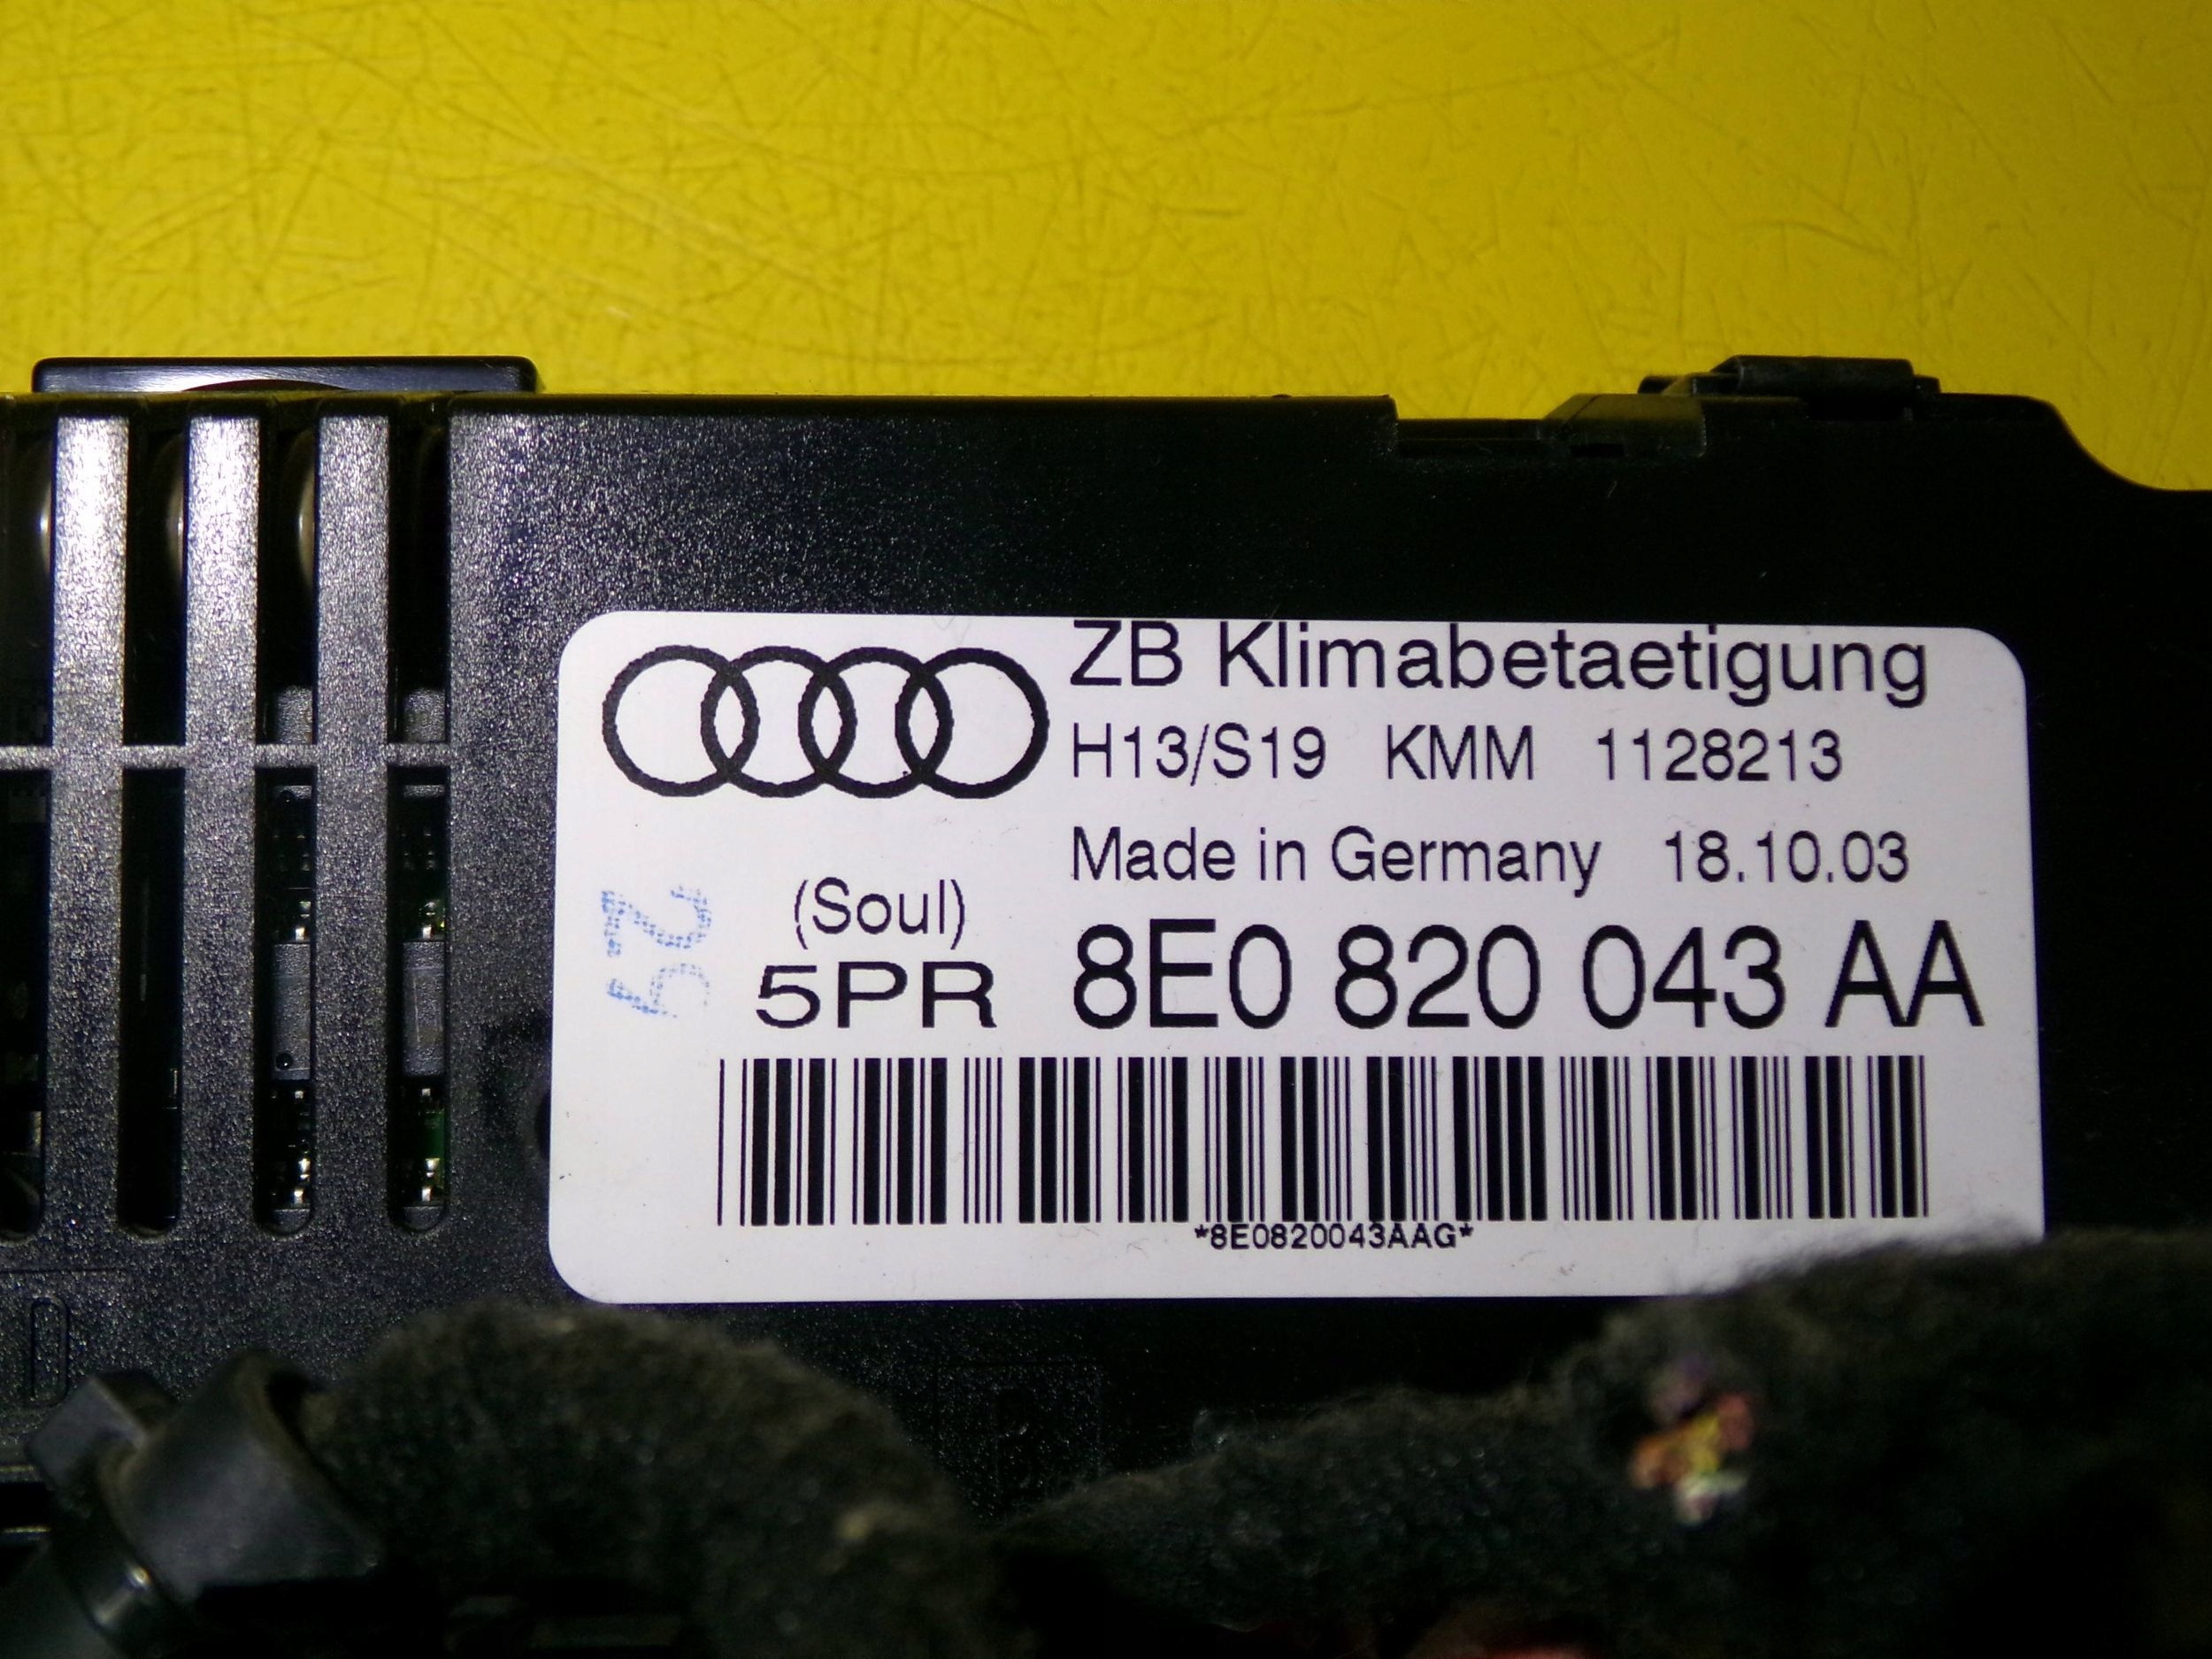 ZB Klimabetaetigung
H13/S19 KMM 1128213
Made in Germany 18.10.03
(Soul)
5PR 8E0 820 043 AA
*8E0820043AAG*
25
D
B